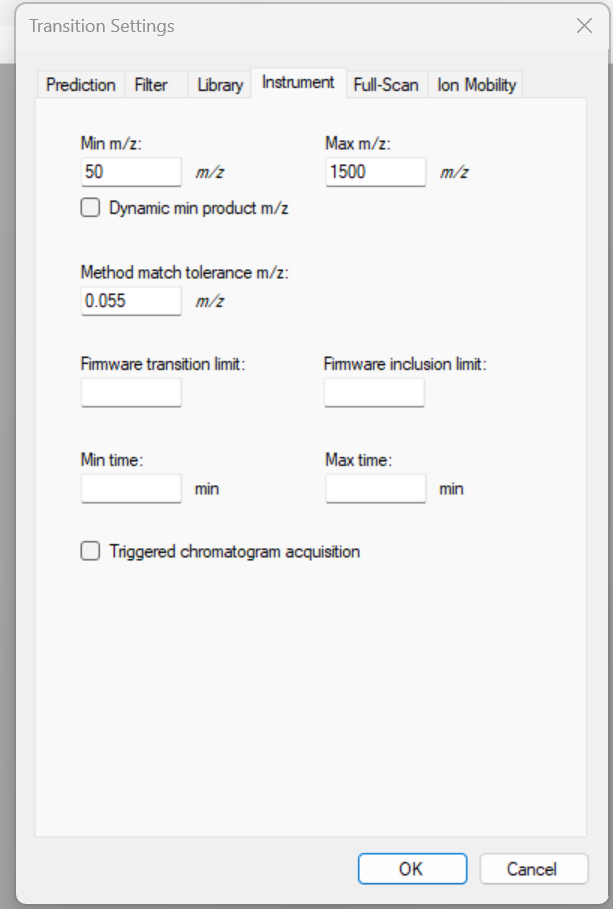 Transition Settings
Prediction Filter Library Instrument Full-Scan Ion Mobility
Min m/z: Max m/z:
50 m/z 1500 m/z
Dynamic min product m/z
Method match tolerance m/z:
0.055 m/z
Firmware transition limit: Firmware inclusion limit:
Min time: Max time:
min min
Triggered chromatogram acquisition
OK Cancel